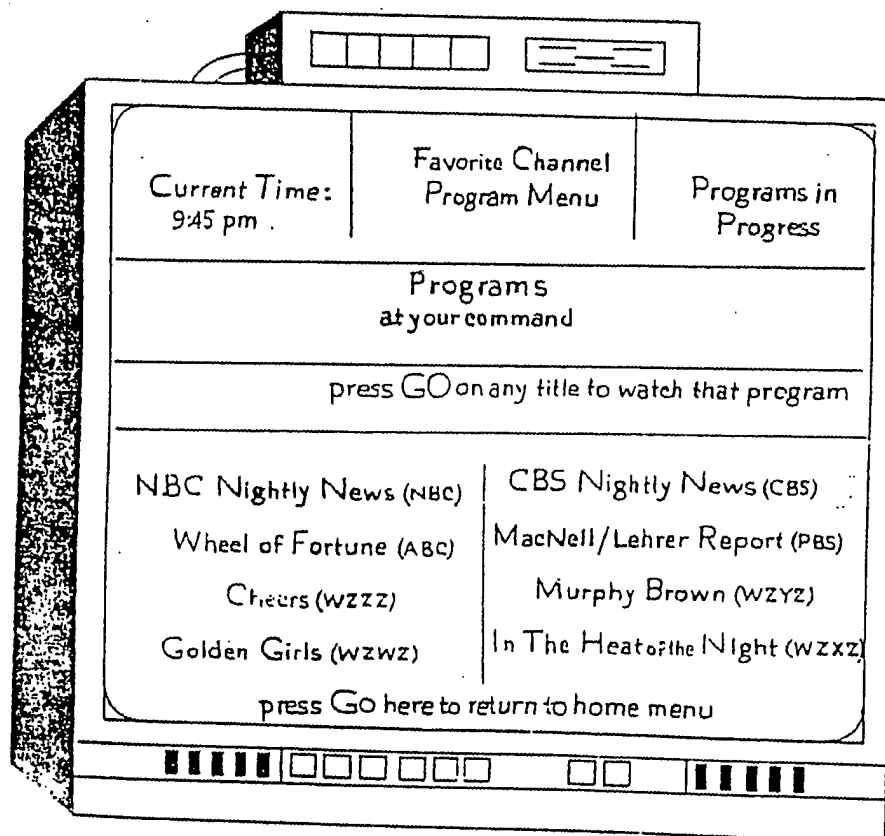 Current Time:
9:45 pm
Favorite Channel
Program Menu
Programs in
Progress
Programs
at your command
press GO on any title to watch that program
NBC Nightly News (NBC)
Wheel of Fortune (ABC)
Cheers (WZZZ)
Golden Girls (WZWZ)
CBS Nightly News (CBS)
MacNell/Lehrer Report (PBS)
Murphy Brown (WZYZ)
In The Heat of the Night (WZXZ)
press Go here to return to home menu